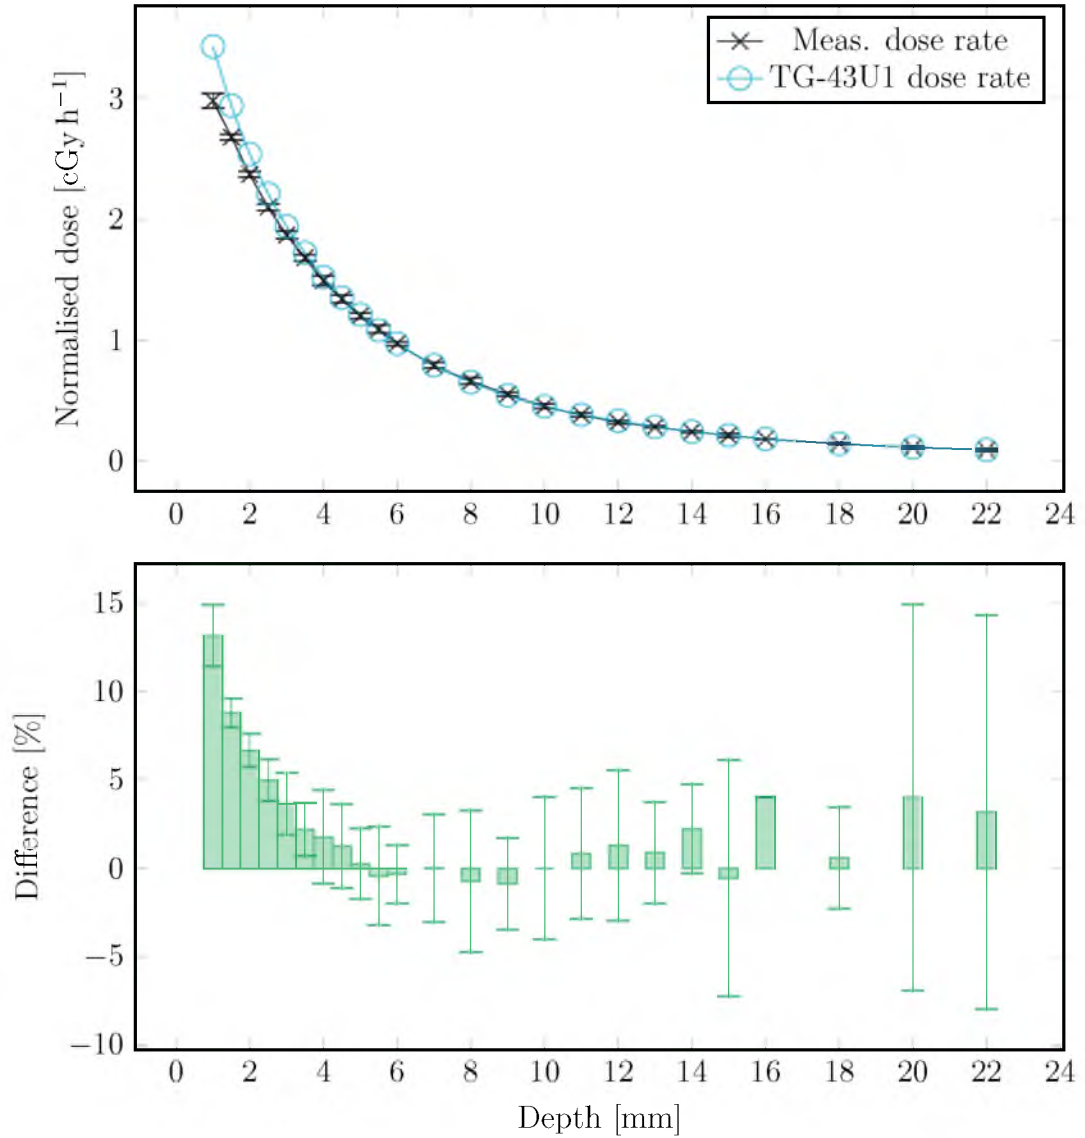 Meas. dose rate
TG-43U1 dose rate
Normalised dose [cGy h⁻¹]
3
2
1
0
0 2 4 6 8 10 12 14 16 18 20 22 24
Difference [%]
15
10
5
0
−5
−10
0 2 4 6 8 10 12 14 16 18 20 22 24
Depth [mm]